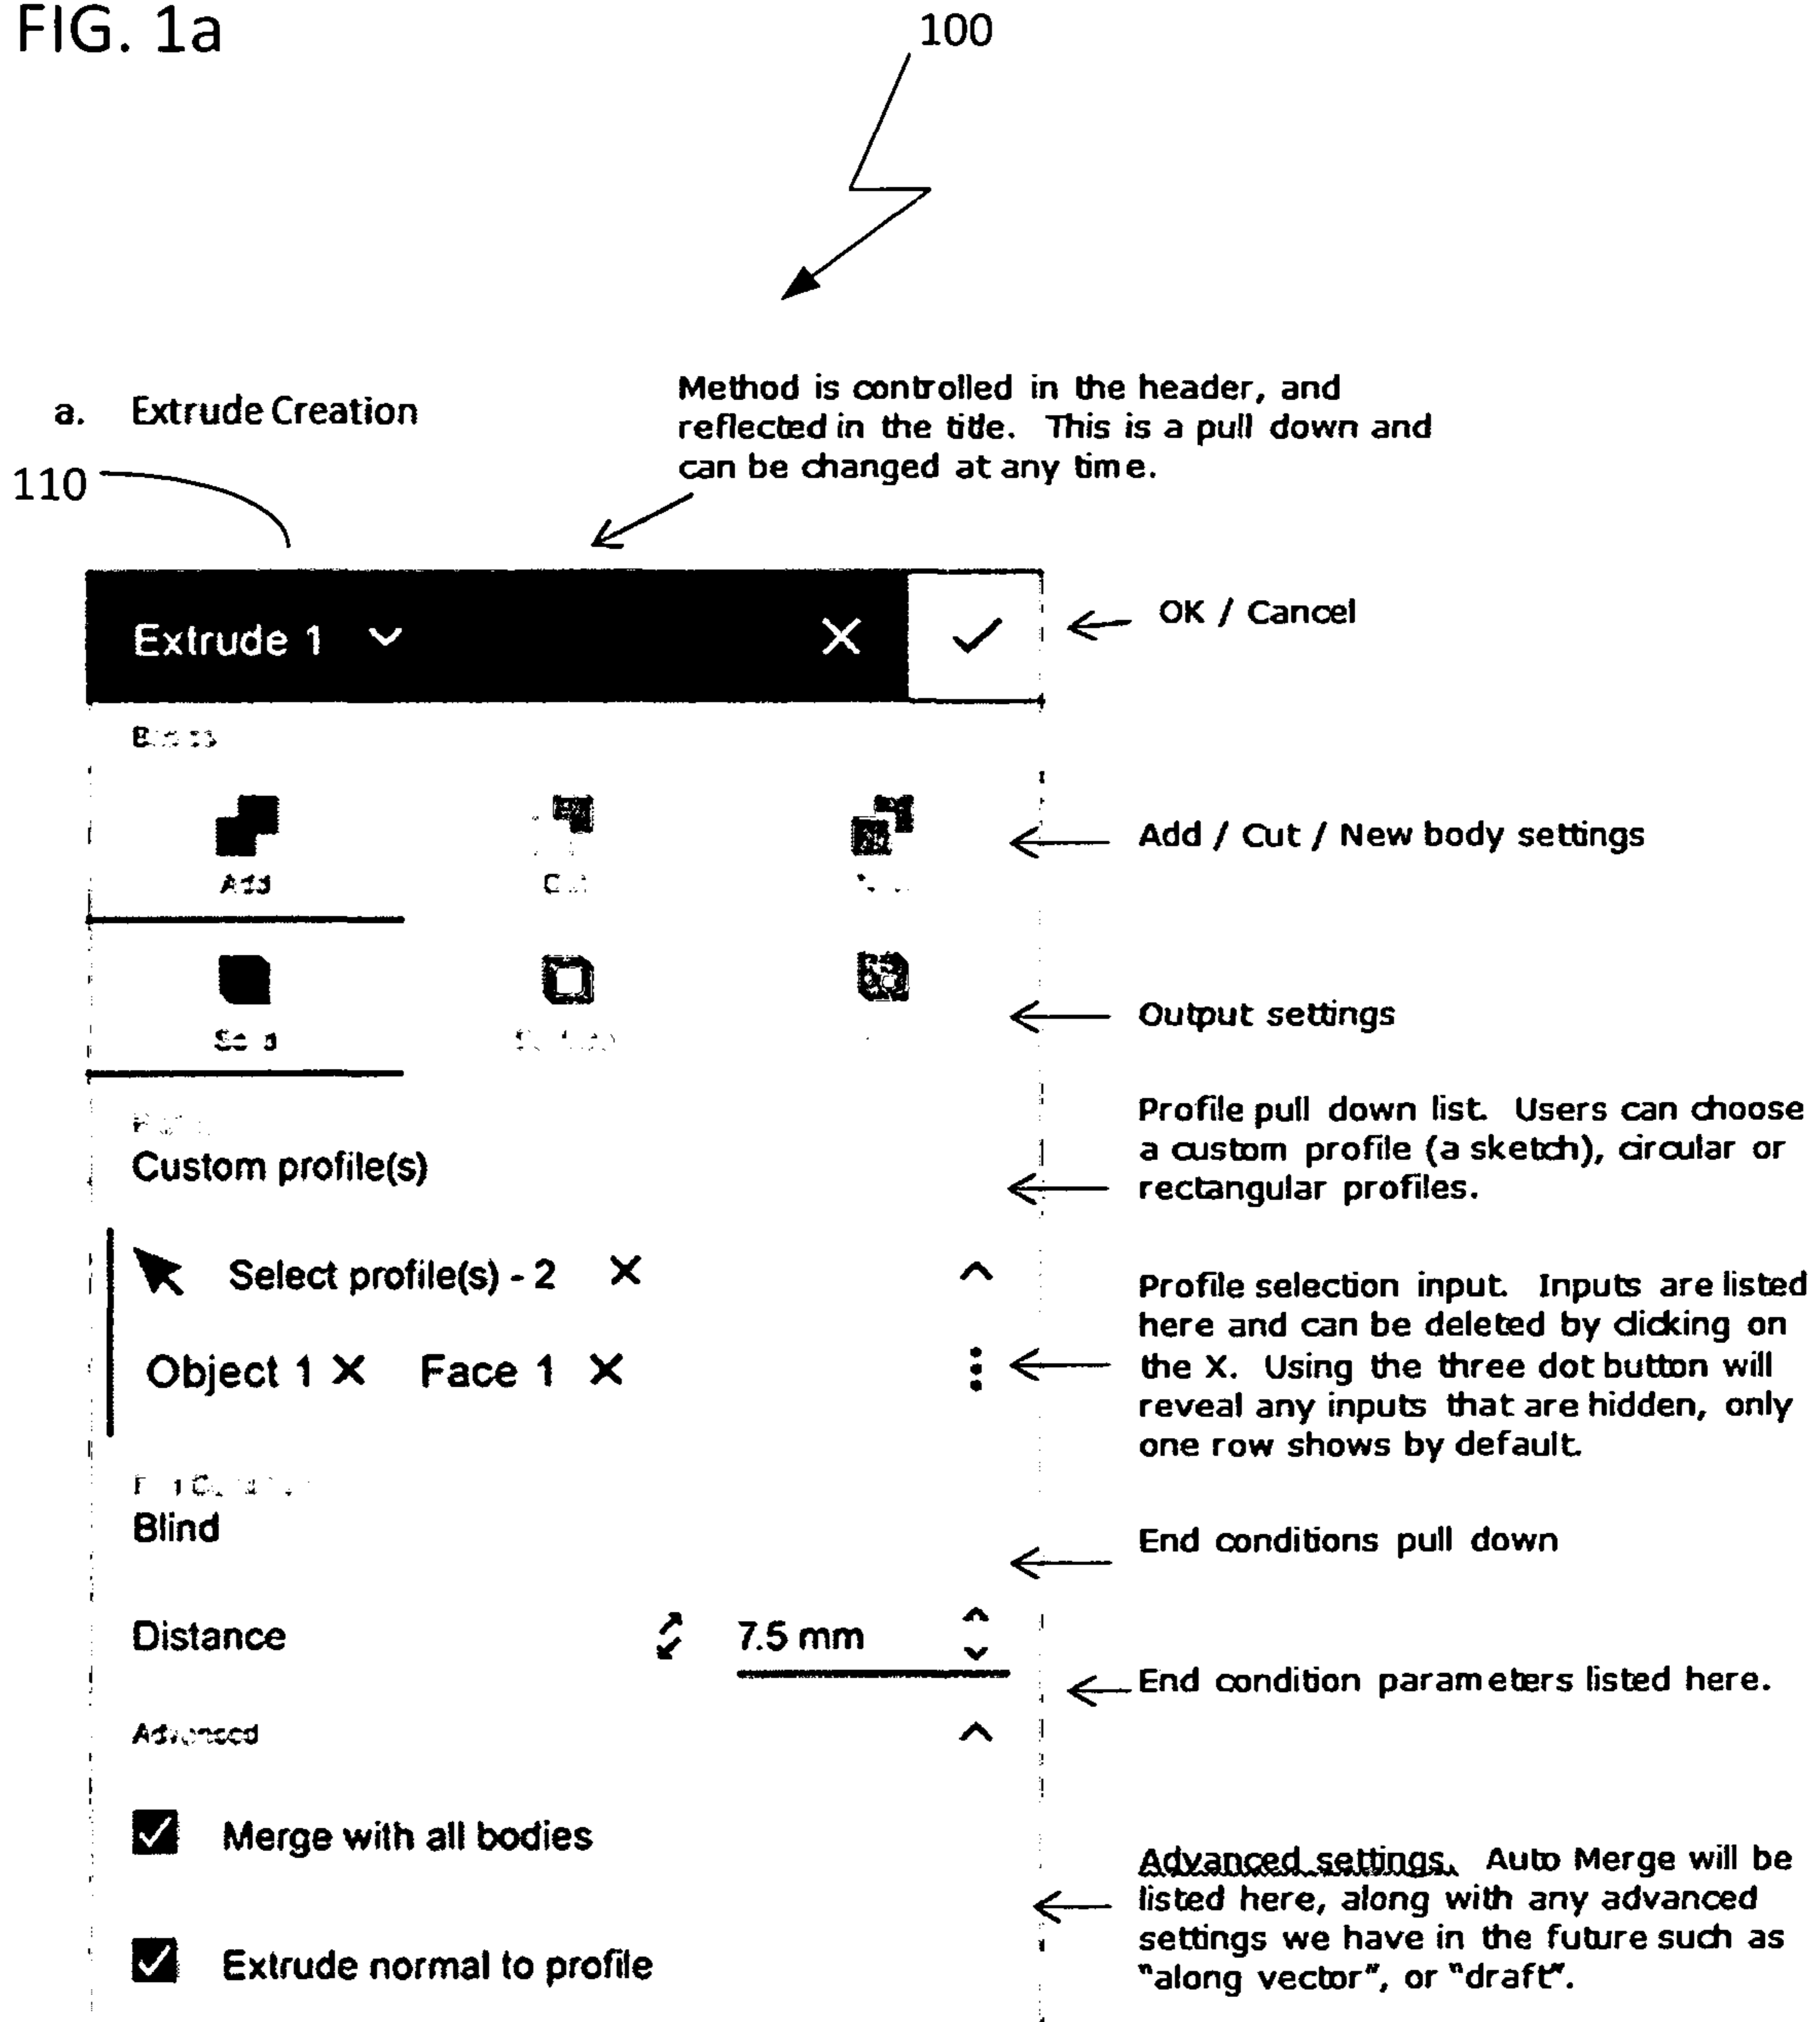 FIG. 1a
100
a. Extrude Creation
Method is controlled in the header, and
reflected in the title. This is a pull down and
can be changed at any time.
110
Extrude 1
OK / Cancel
Add
Add / Cut / New body settings
Output settings
Profile pull down list. Users can choose
a custom profile (a sketch), circular or
rectangular profiles.
Custom profile(s)
Select profile(s) - 2
Object 1 X Face 1 X
Profile selection input. Inputs are listed
here and can be deleted by clicking on
the X. Using the three dot button will
reveal any inputs that are hidden, only
one row shows by default.
Blind
End conditions pull down
Distance
7.5 mm
End condition parameters listed here.
Advanced
Merge with all bodies
Extrude normal to profile
Advanced settings. Auto Merge will be
listed here, along with any advanced
settings we have in the future such as
"along vector", or "draft".